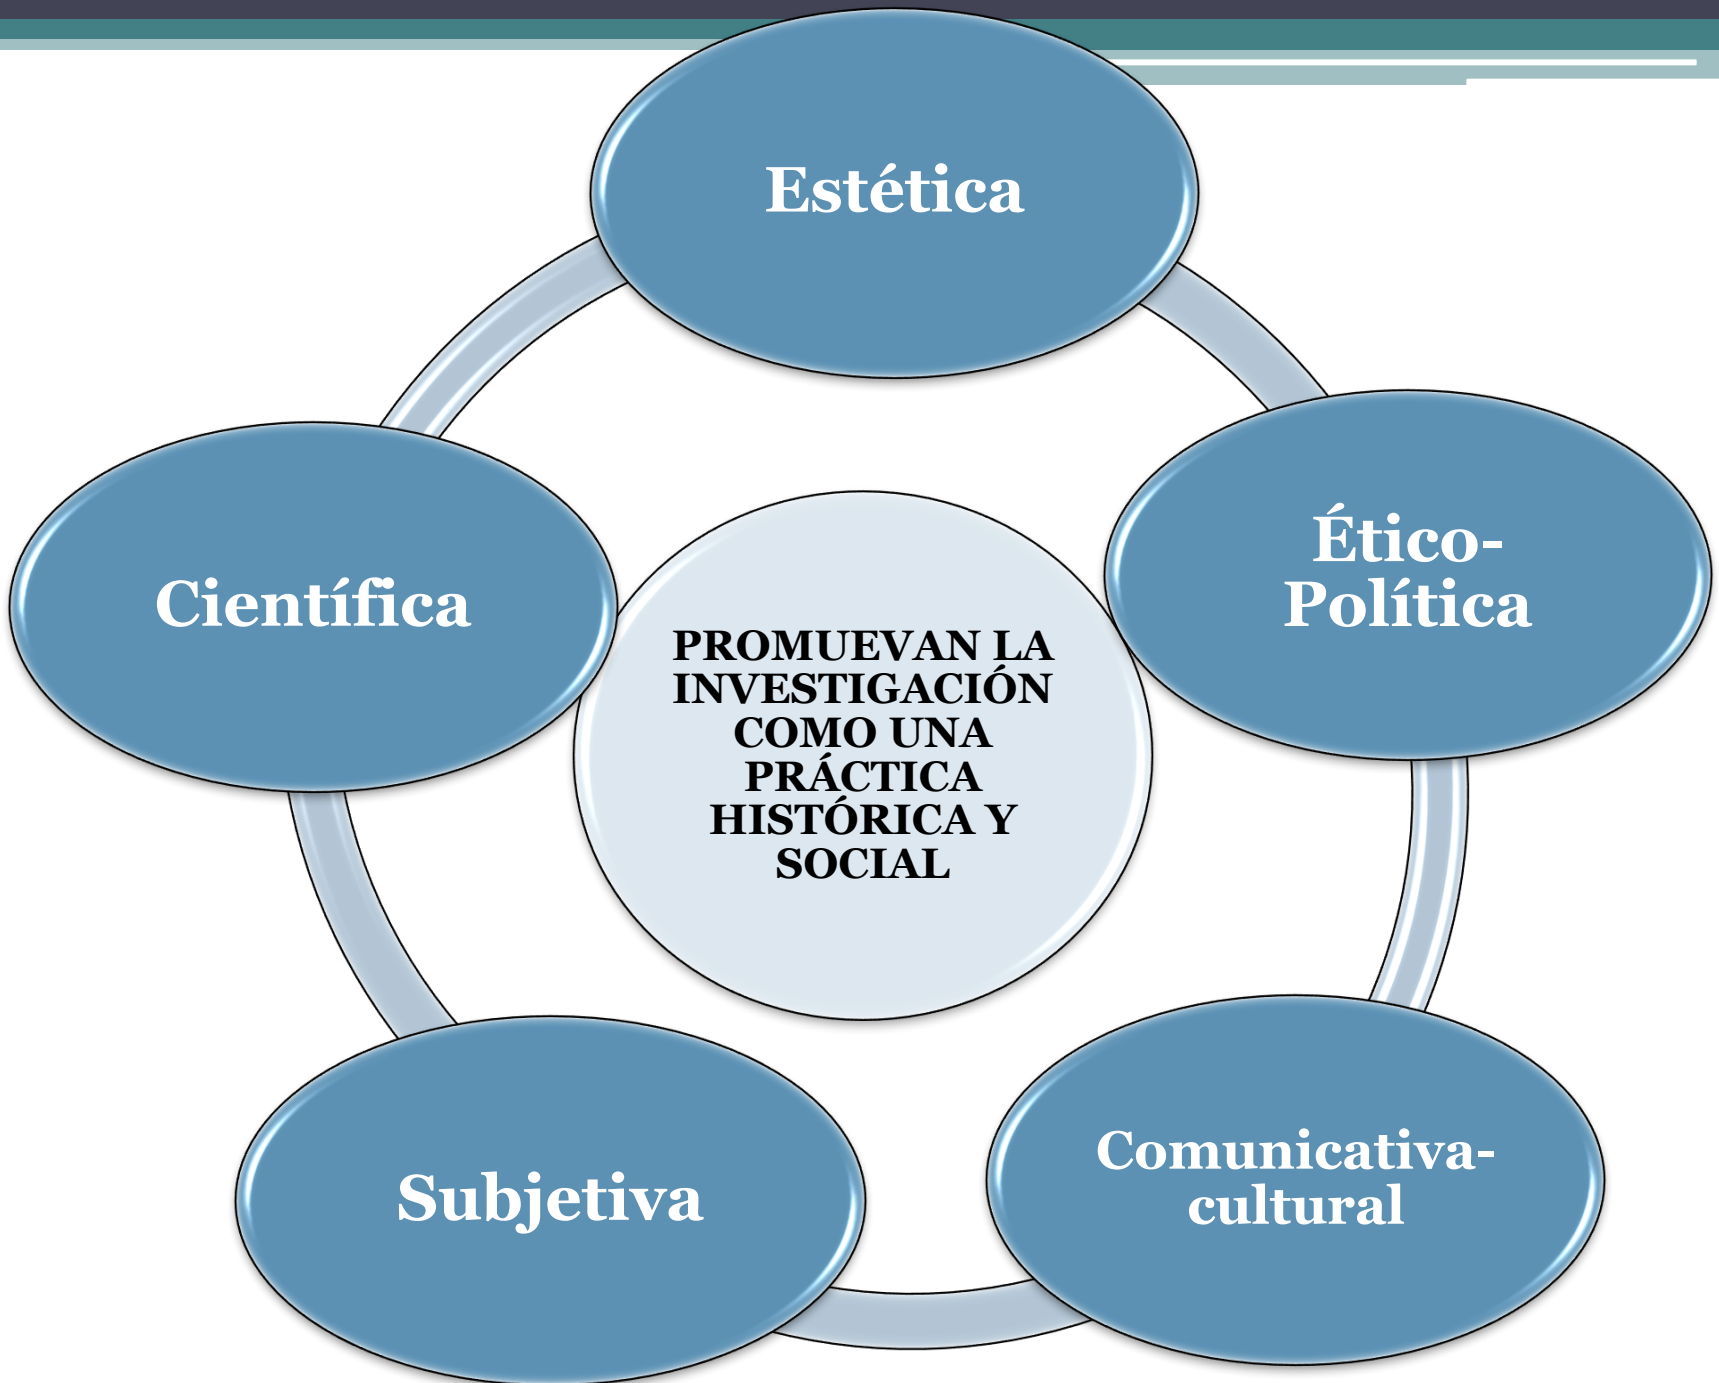 Estética
Ético-
Política
Científica
PROMUEVAN LA
INVESTIGACIÓN
COMO UNA
PRÁCTICA
HISTÓRICA Y
SOCIAL
Comunicativa-
cultural
Subjetiva